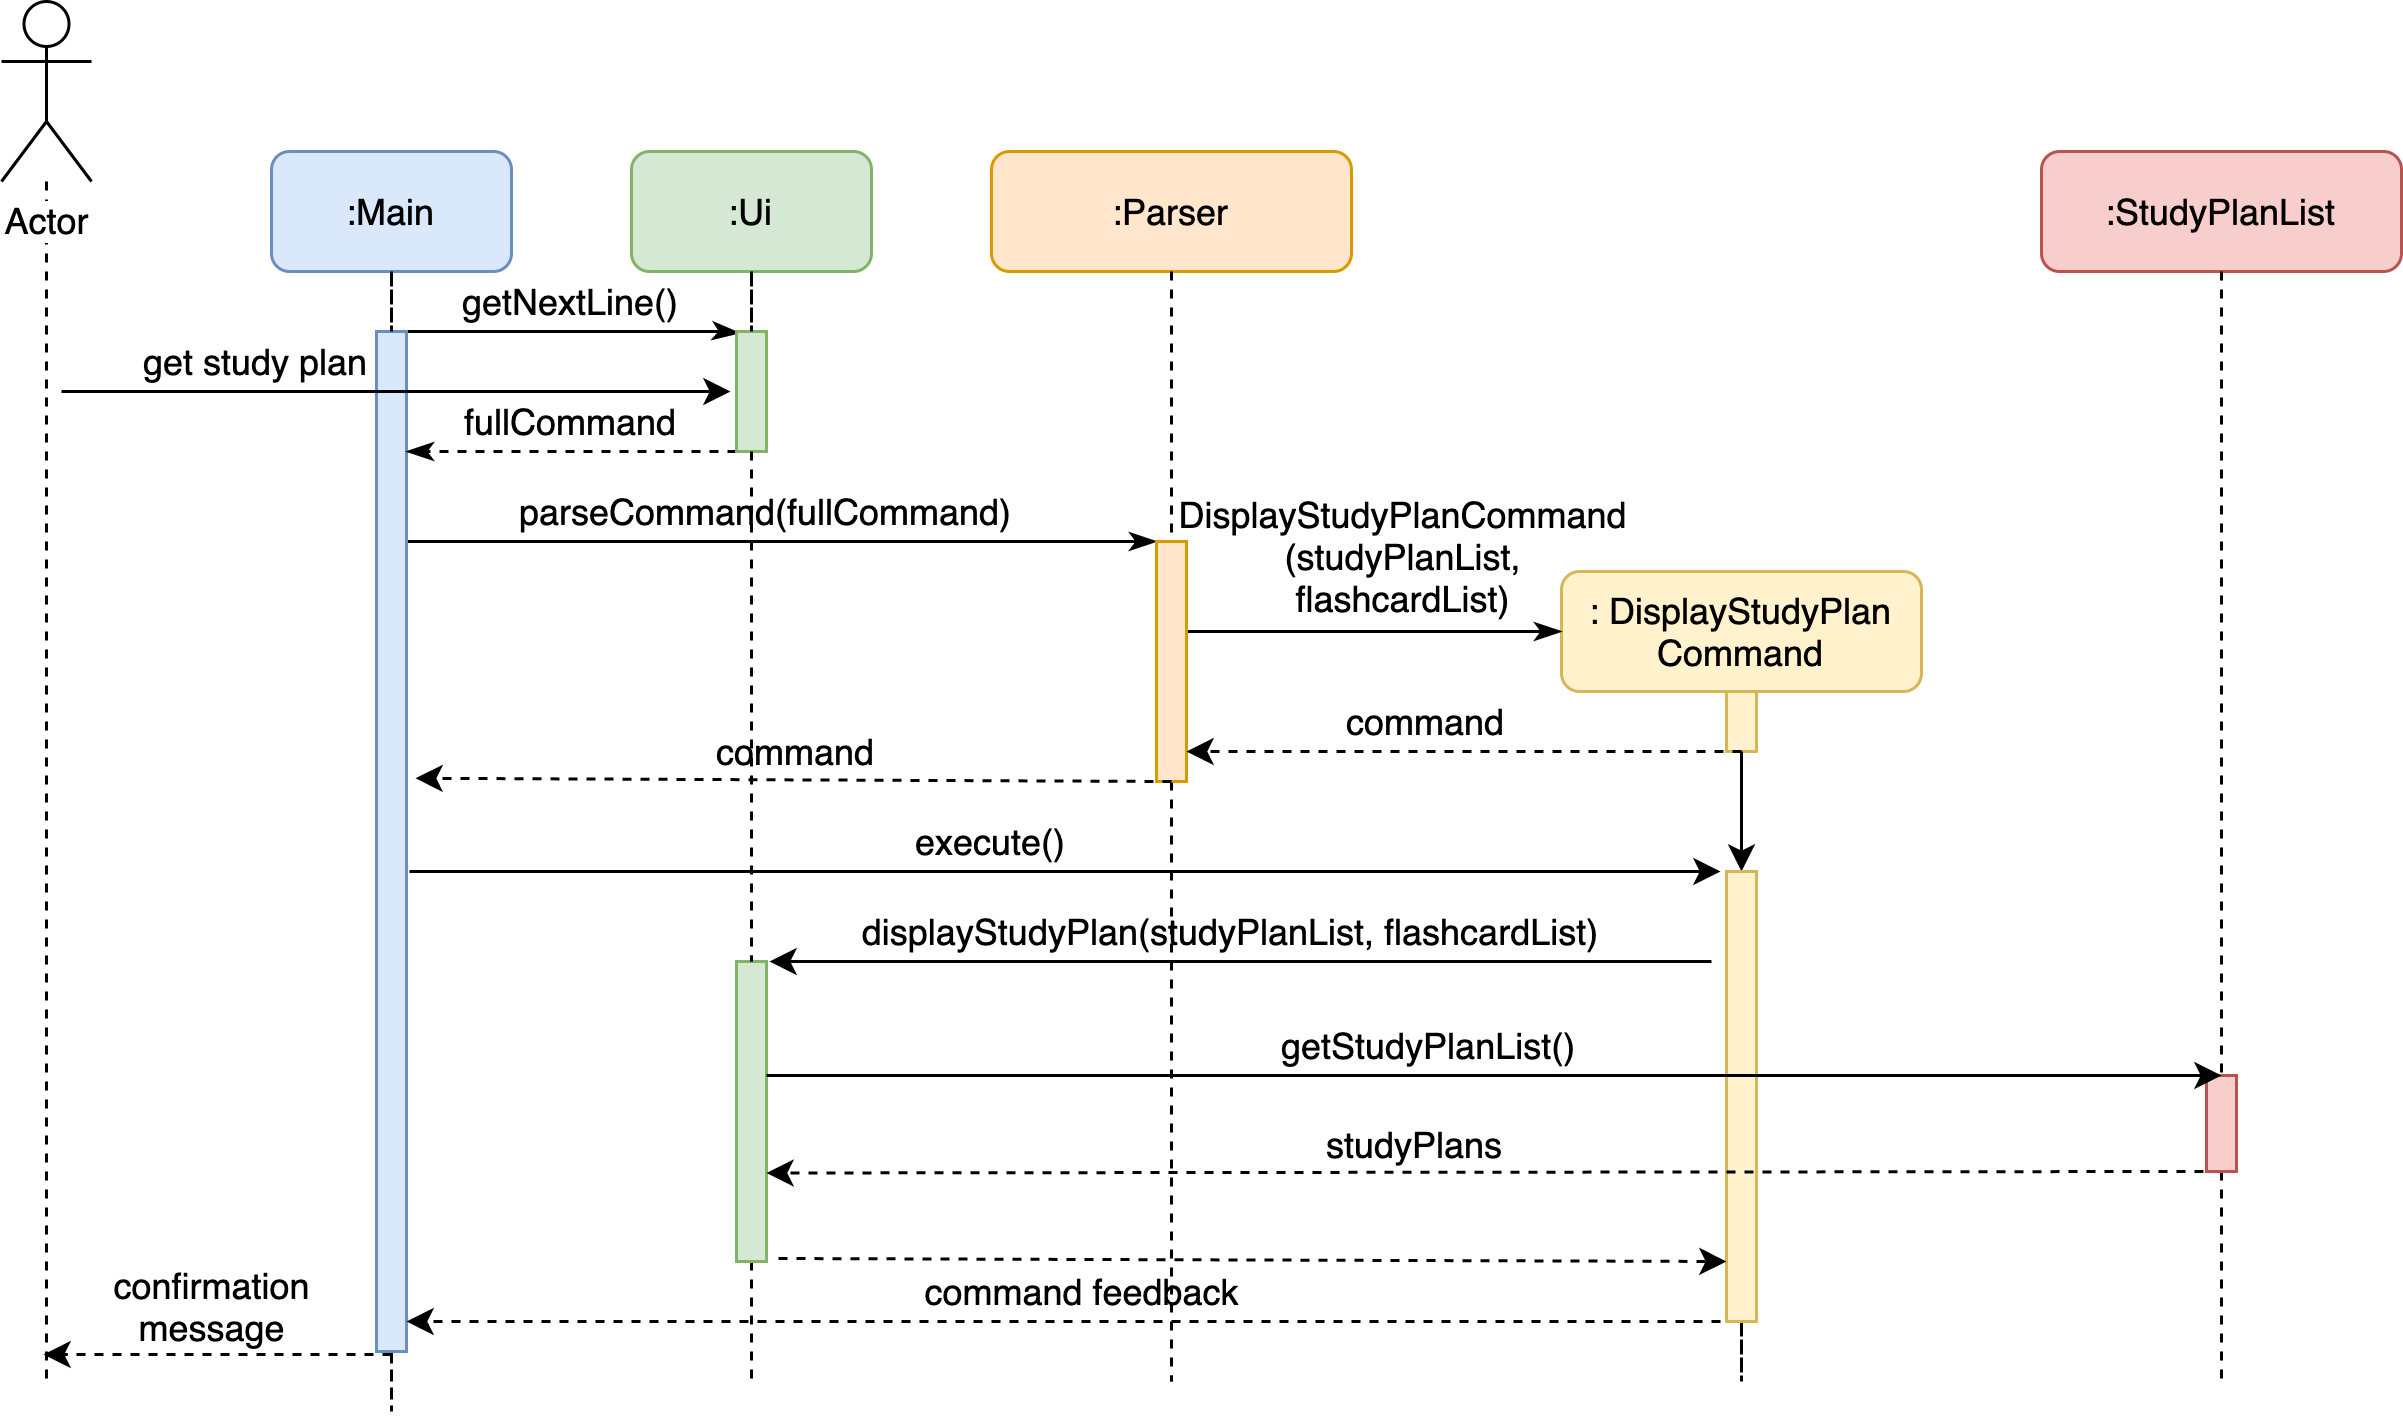 Actor
:Main
:Ui
:Parser
:StudyPlanList
getNextLine()
get study plan
fullCommand
parseCommand(fullCommand)
DisplayStudyPlanCommand
(studyPlanList,
flashcardList)
: DisplayStudyPlan
Command
command
command
execute()
displayStudyPlan(studyPlanList, flashcardList)
getStudyPlanList()
studyPlans
command feedback
confirmation
message